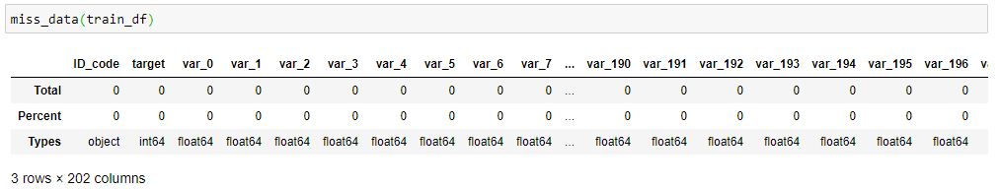 miss_data(train_df)
ID_code target var_0 var_1 var_2 var_3 var_4 var_5 var_6 var_7 ... var_190 var_191 var_192 var_193 var_194 var_195 var_196
Total 0 0 0 0 0 0 0 0 0 0 ... 0 0 0 0 0 0 0
Percent 0 0 0 0 0 0 0 0 0 0 ... 0 0 0 0 0 0 0
Types object int64 float64 float64 float64 float64 float64 float64 float64 float64 ... float64 float64 float64 float64 float64 float64 float64
3 rows × 202 columns